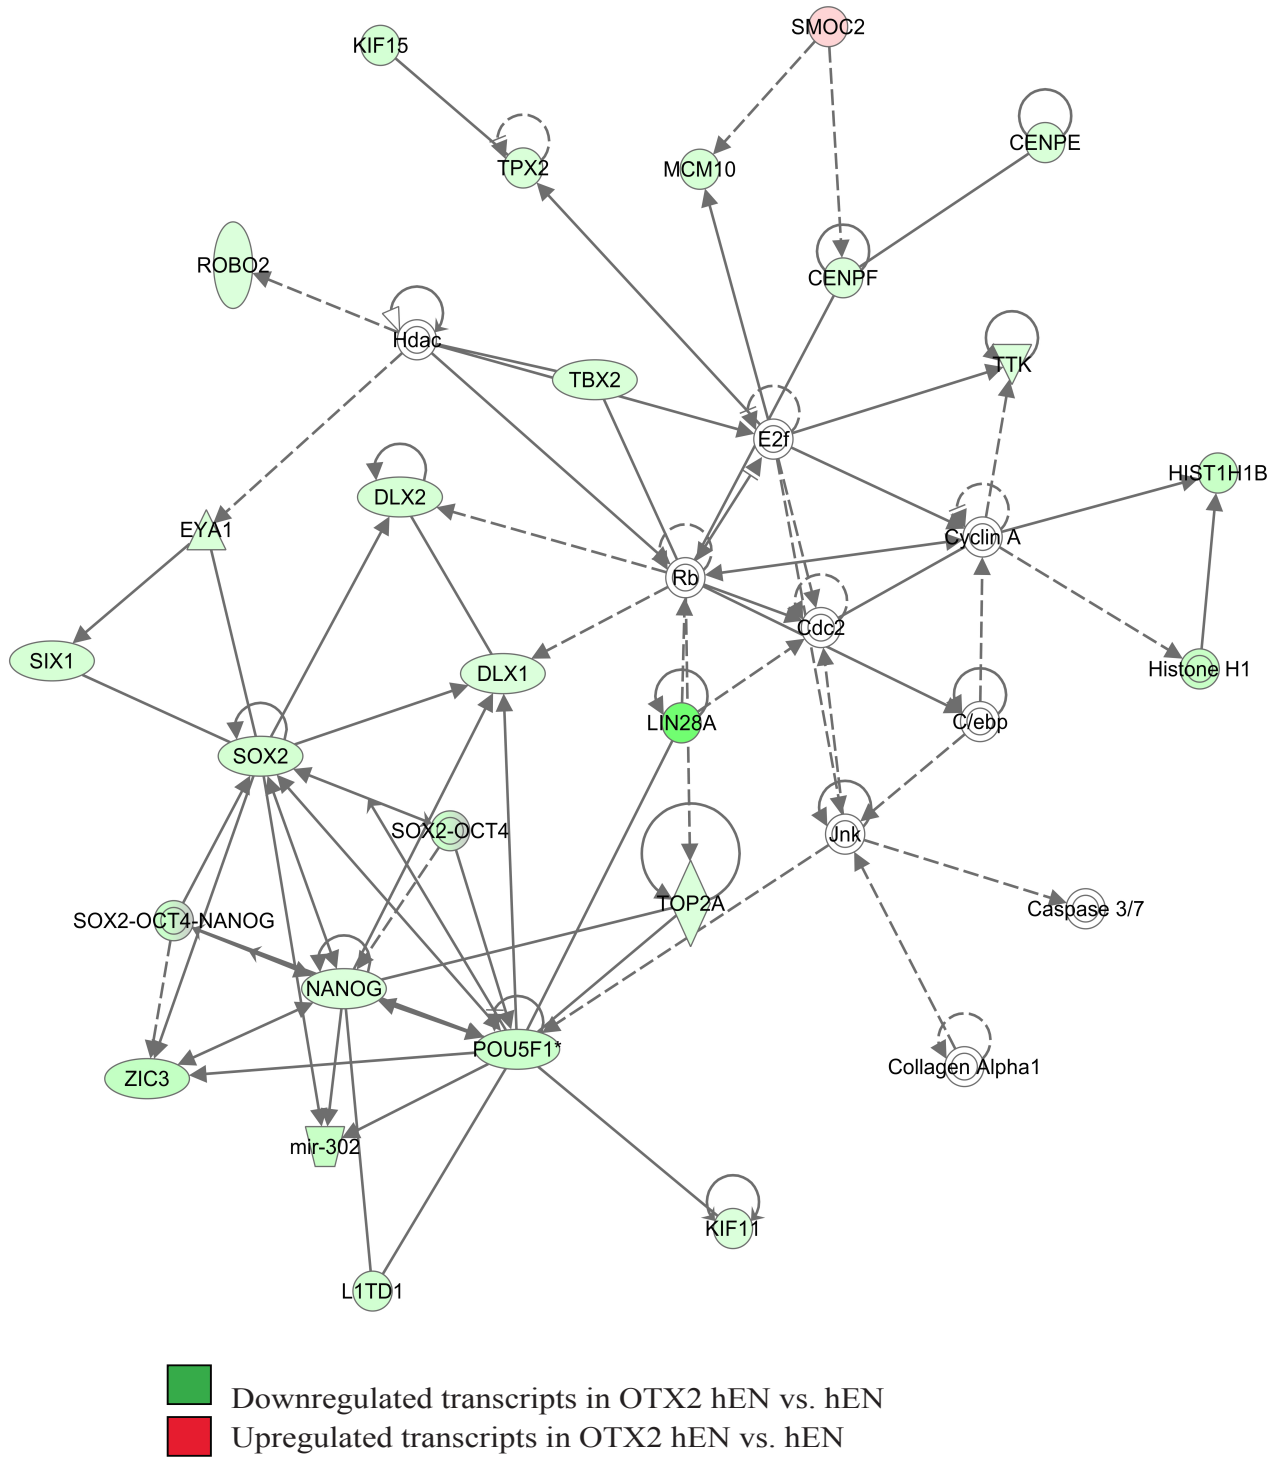 SMOC2
KIF15
CENPE
TPX2
MCM10
ROBO2
CENPF
Hdac
TTK
TBX2
E2f
HIST1H1B
DLX2
EYA1
Cyclin A
Rb
Cdc2
SIX1
DLX1
Histone H1
LIN28A
C/ebp
SOX2
SOX2-OCT4
Jnk
TOP2A
Caspase 3/7
SOX2-OCT4-NANOG
NANOG
POU5F1*
Collagen Alpha1
ZIC3
mir-302
KIF11
L1TD1
Downregulated transcripts in OTX2 hEN vs. hEN
Upregulated transcripts in OTX2 hEN vs. hEN